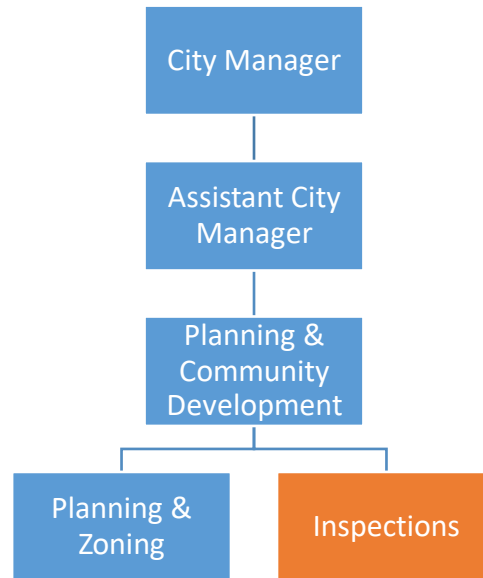 City Manager
Assistant City
Manager
Planning &
Community
Development
Planning &
Zoning
Inspections